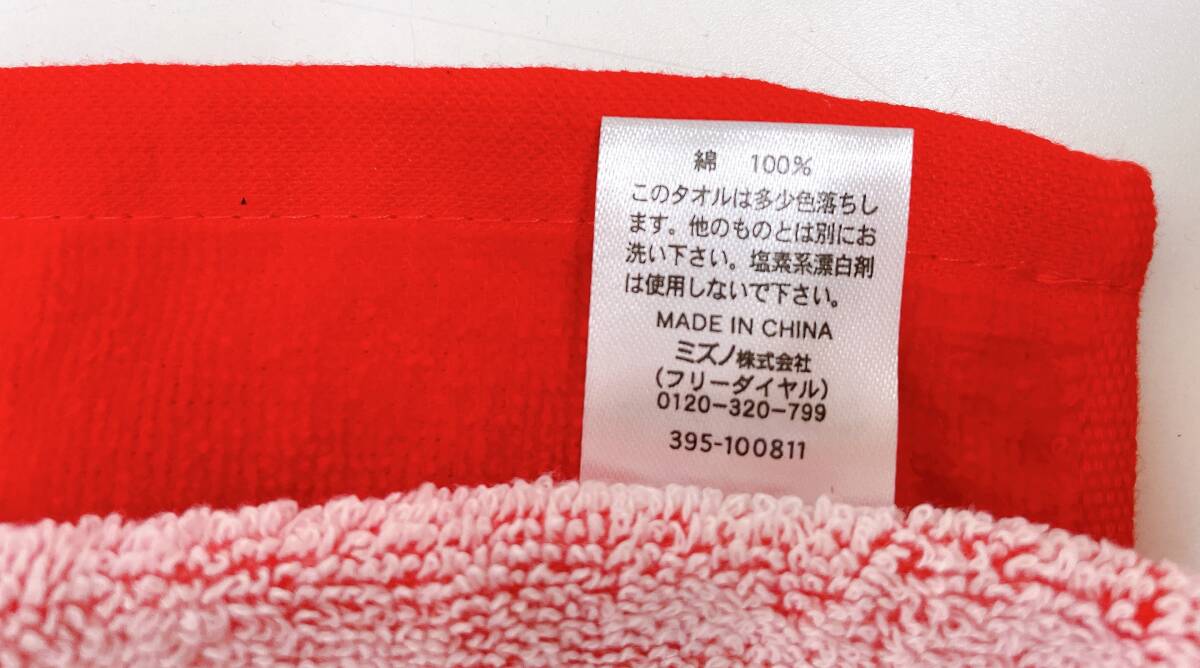 綿　100%
このタオルは多少色落ちし
ます。他のものとは別にお
洗い下さい。塩素系漂白剤
は使用しないで下さい。
MADE IN CHINA
ミズノ株式会社
(フリーダイヤル)
0120-320-799
395-100811